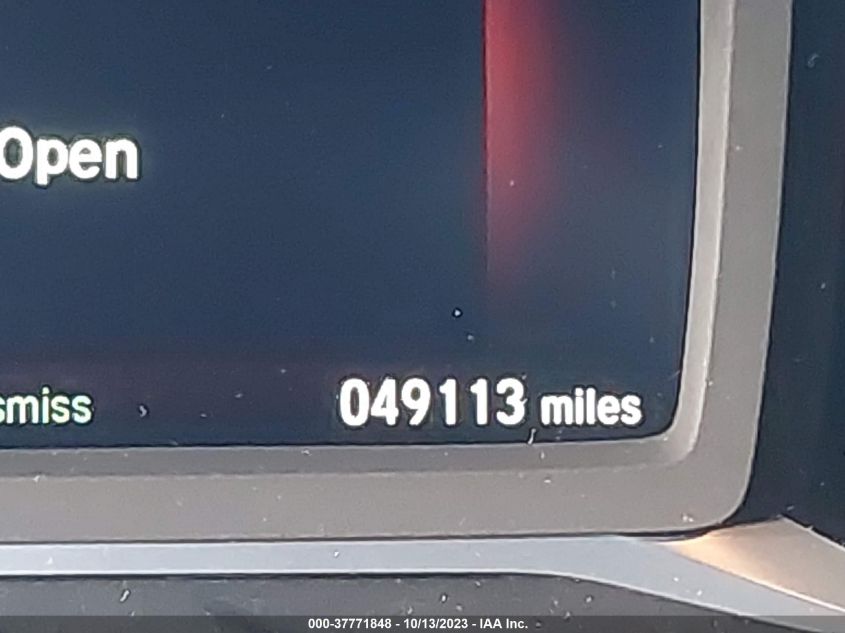 Open
smiss
049113 miles
000-37771848 - 10/13/2023 - IAA Inc.